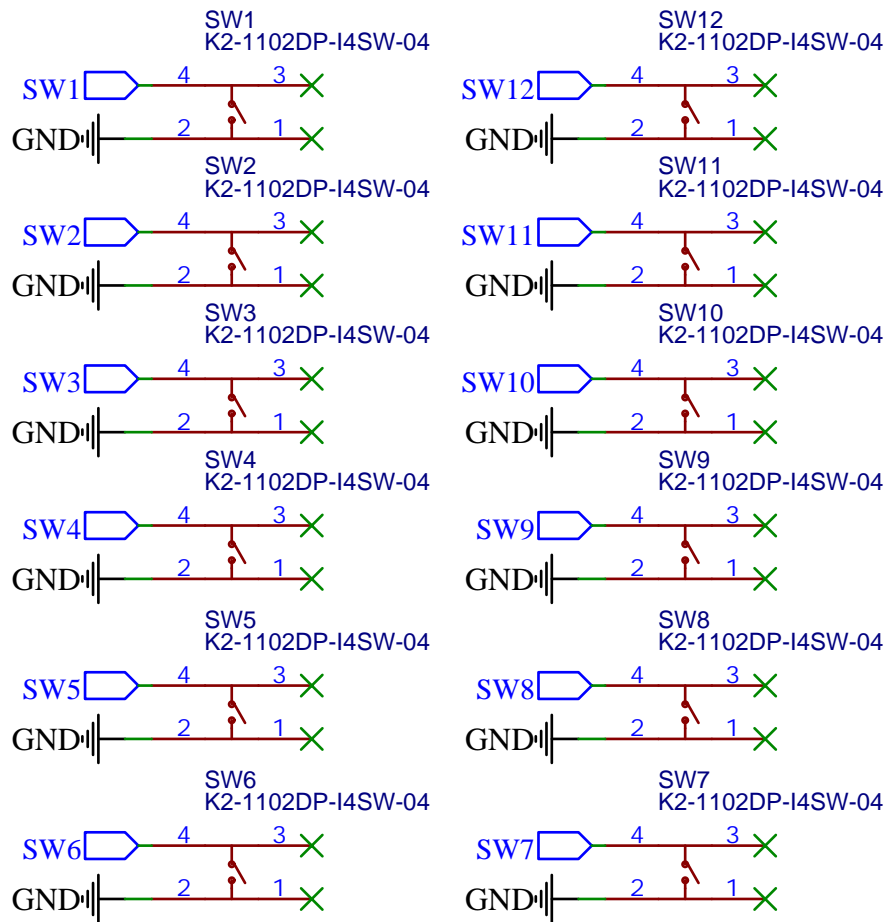 SW1
K2-1102DP-I4SW-04
SW1 4 3
GND 2 1
SW2
K2-1102DP-I4SW-04
SW2 4 3
GND 2 1
SW3
K2-1102DP-I4SW-04
SW3 4 3
GND 2 1
SW4
K2-1102DP-I4SW-04
SW4 4 3
GND 2 1
SW5
K2-1102DP-I4SW-04
SW5 4 3
GND 2 1
SW6
K2-1102DP-I4SW-04
SW6 4 3
GND 2 1
SW12
K2-1102DP-I4SW-04
SW12 4 3
GND 2 1
SW11
K2-1102DP-I4SW-04
SW11 4 3
GND 2 1
SW10
K2-1102DP-I4SW-04
SW10 4 3
GND 2 1
SW9
K2-1102DP-I4SW-04
SW9 4 3
GND 2 1
SW8
K2-1102DP-I4SW-04
SW8 4 3
GND 2 1
SW7
K2-1102DP-I4SW-04
SW7 4 3
GND 2 1